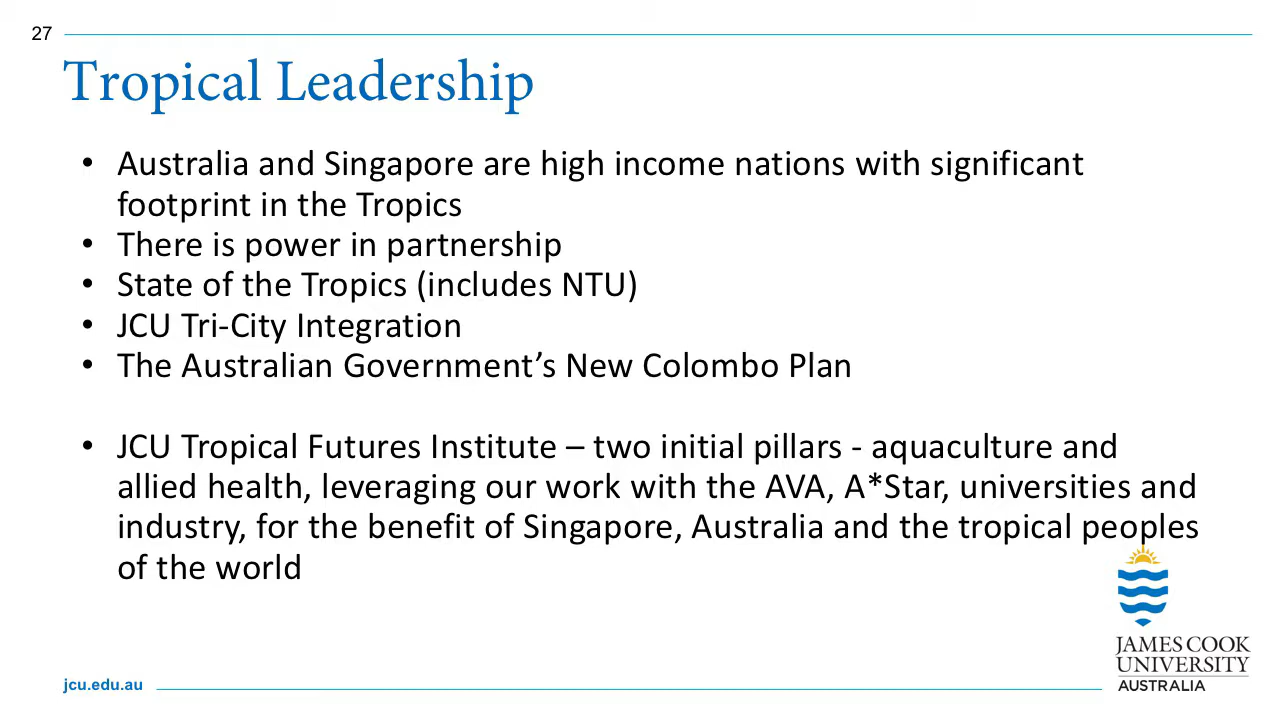 27
Tropical Leadership
• Australia and Singapore are high income nations with significant
footprint in the Tropics
• There is power in partnership
• State of the Tropics (includes NTU)
• JCU Tri-City Integration
• The Australian Government’s New Colombo Plan
• JCU Tropical Futures Institute – two initial pillars - aquaculture and
allied health, leveraging our work with the AVA, A*Star, universities and
industry, for the benefit of Singapore, Australia and the tropical peoples
of the world
JAMES COOK
UNIVERSITY
AUSTRALIA
jcu.edu.au